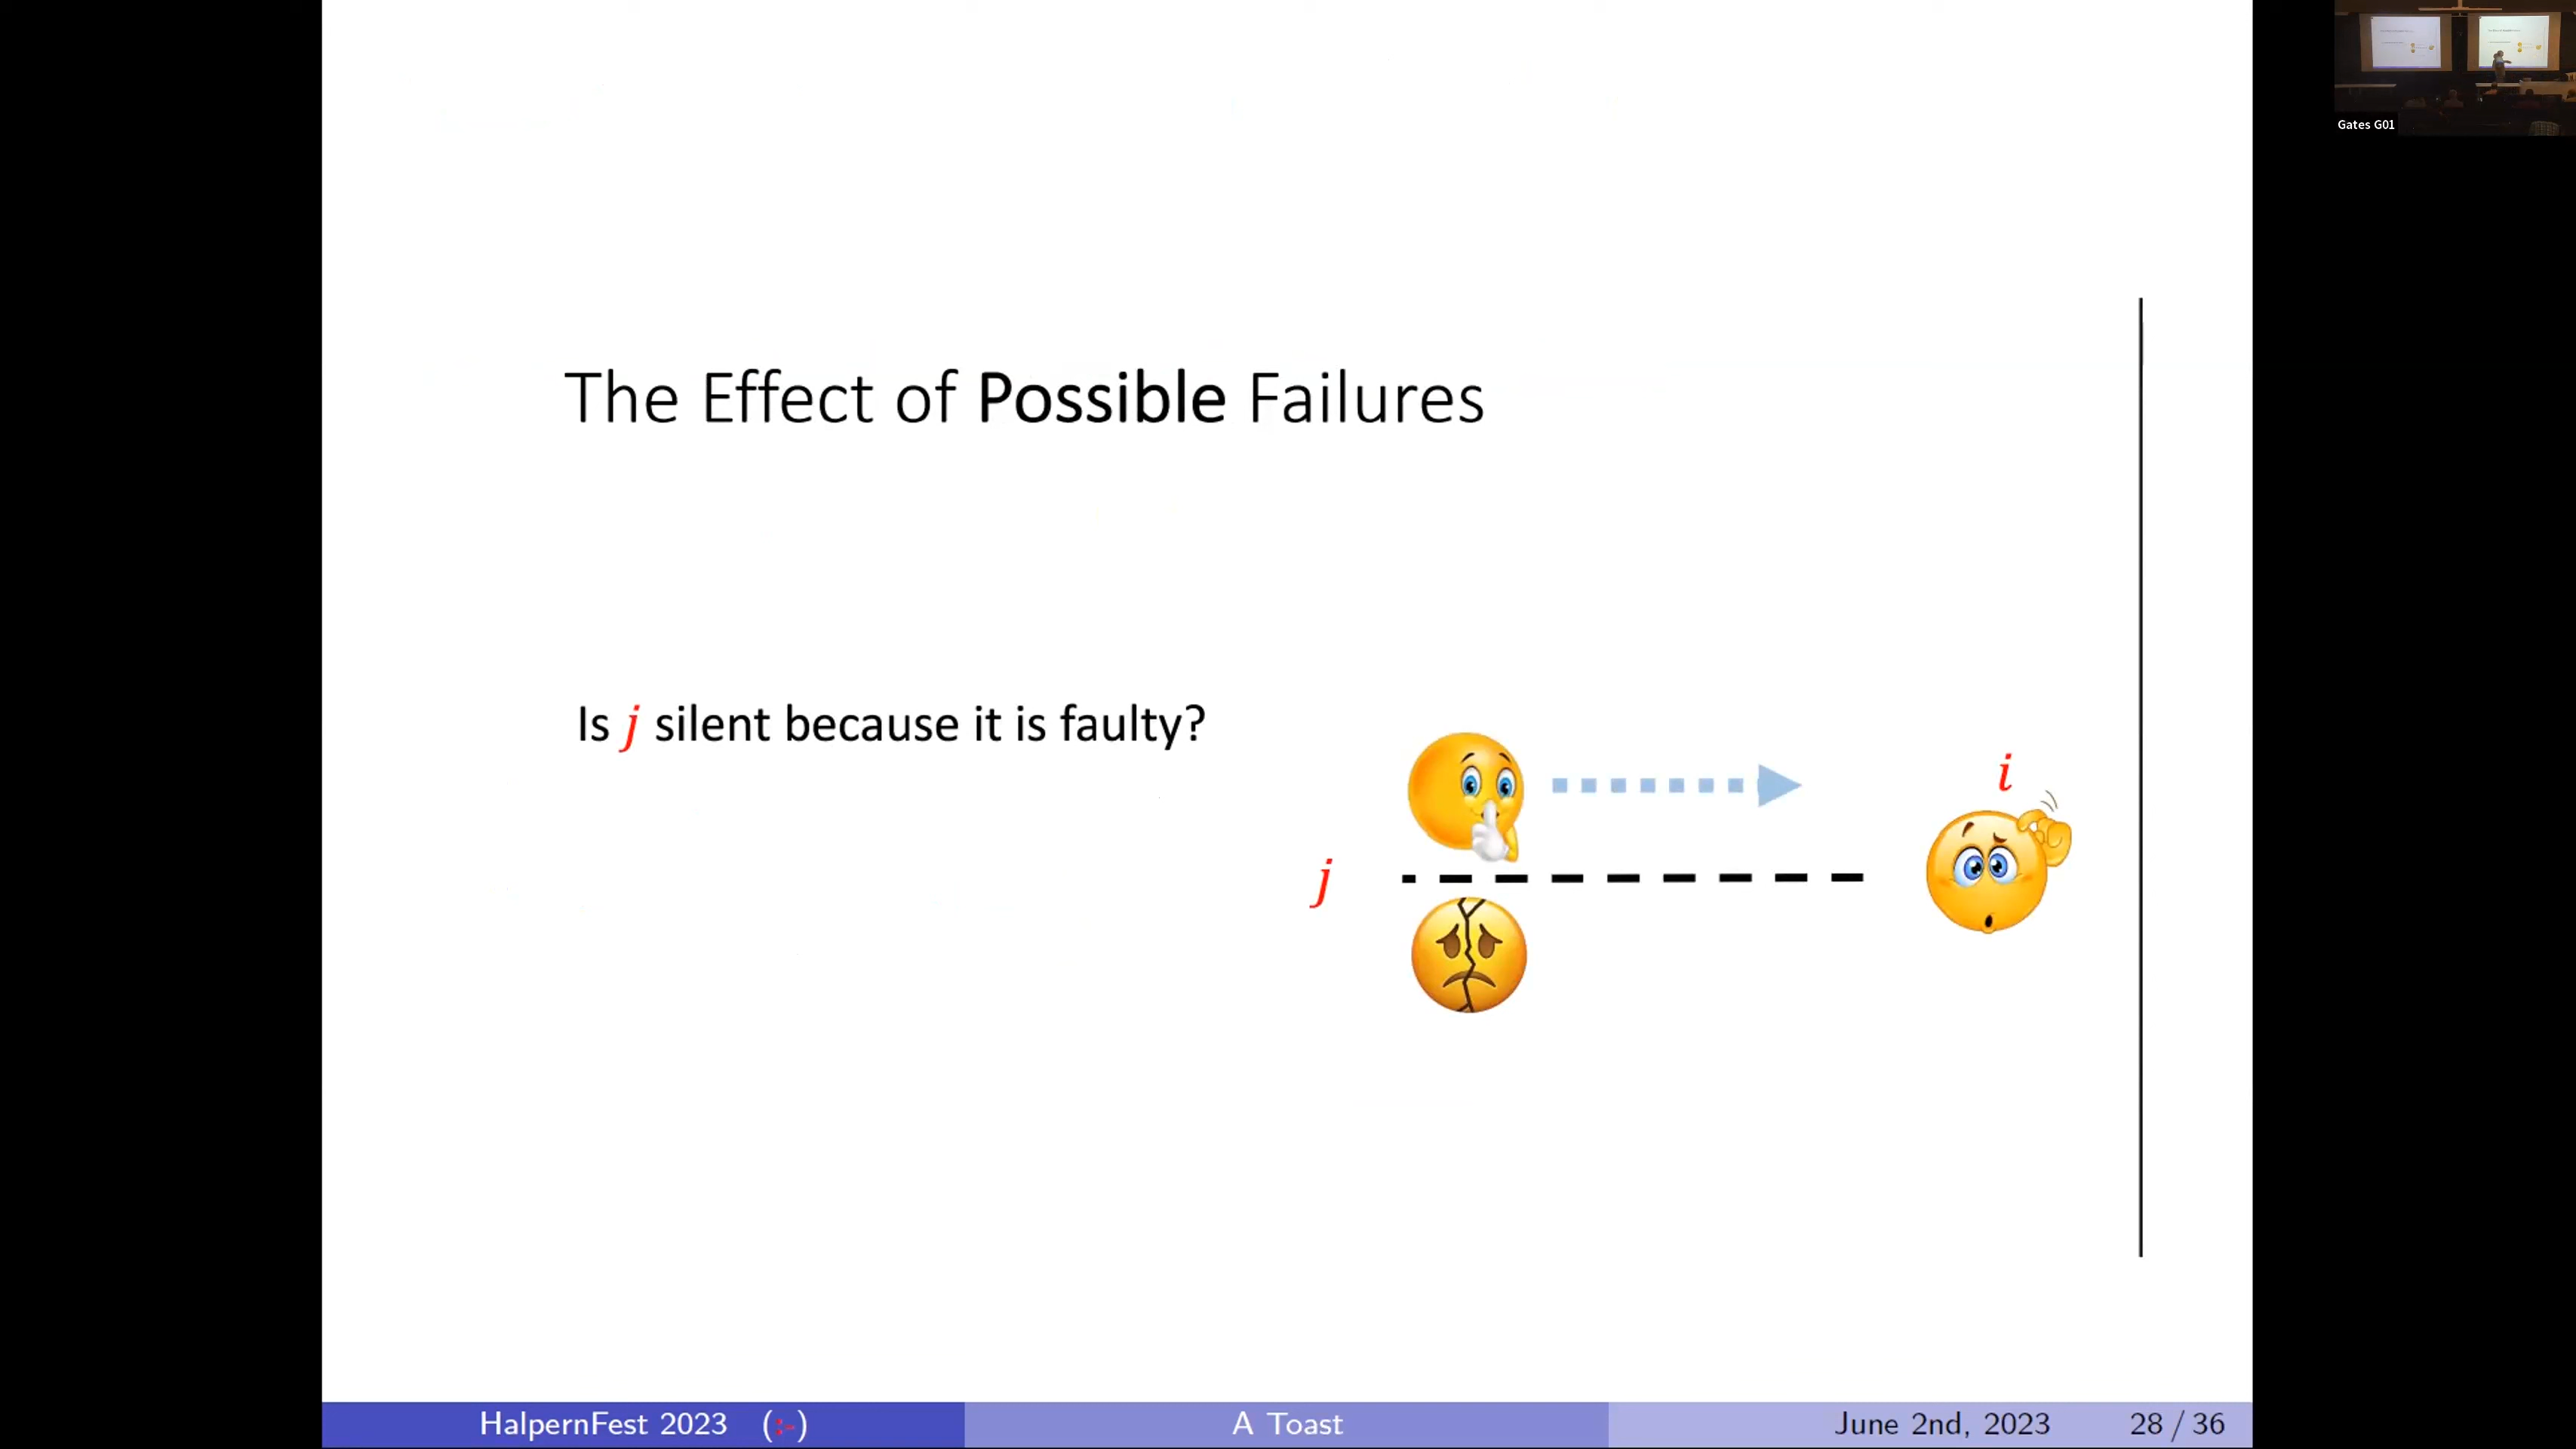 Gates G01
The Effect of Possible Failures
Is j silent because it is faulty?
i
j
HalpernFest 2023 (:-)
A Toast
June 2nd, 2023
28 / 36